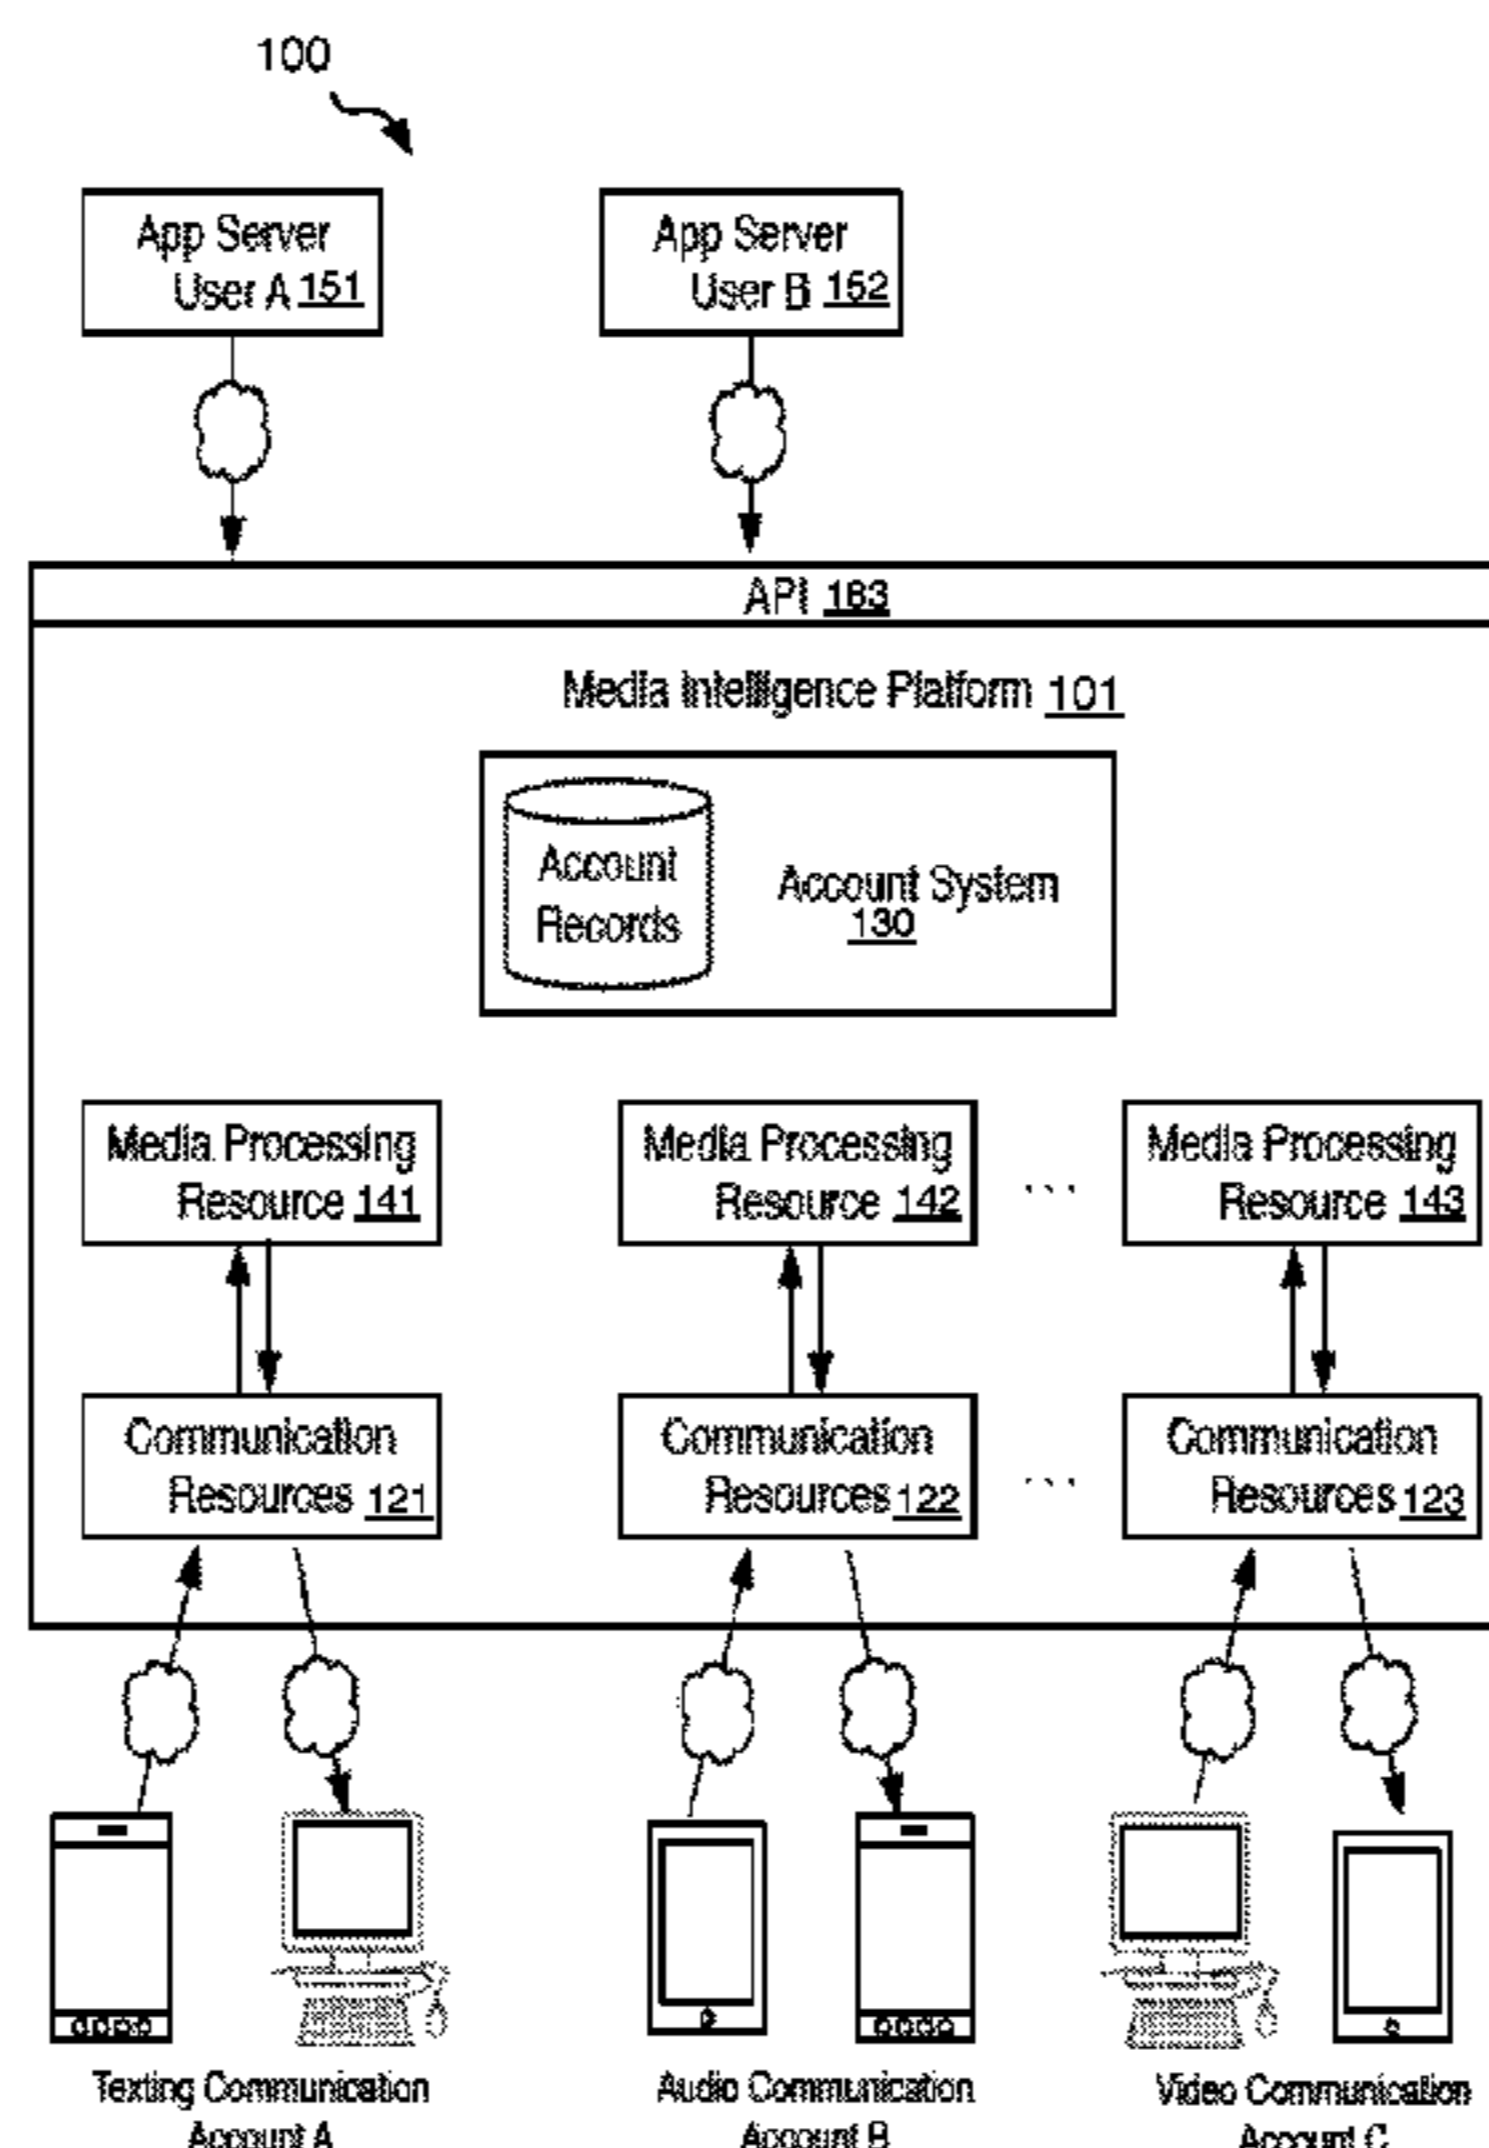 100
App Server
User A 151
App Server
User B 152
API 183
Media Intelligence Platform 101
Account
Records
Account System
130
Media Processing
Resource 141
Media Processing
Resource 142
...
Media Processing
Resource 143
Communication
Resources 121
Communication
Resources 122
...
Communication
Resources 123
Texting Communication
Account A
Audio Communication
Account B
Video Communication
Account C